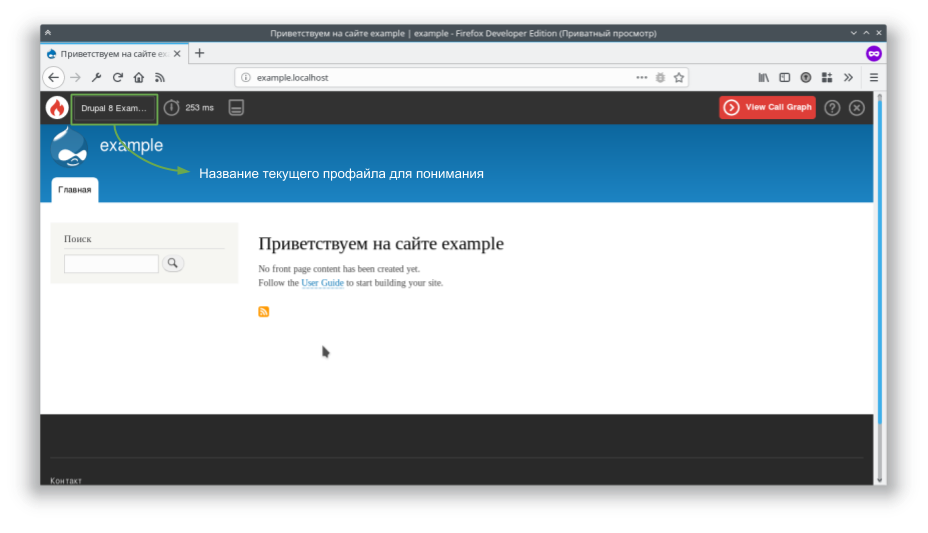 Приветствуем на сайте example | example - Firefox Developer Edition (Приватный просмотр)
Приветствуем на сайте ex
example.localhost
Drupal 8 Exam...
253 ms
View Call Graph
example
Название текущего профайла для понимания
Главная
Поиск
Приветствуем на сайте example
No front page content has been created yet.
Follow the User Guide to start building your site.
Контакт